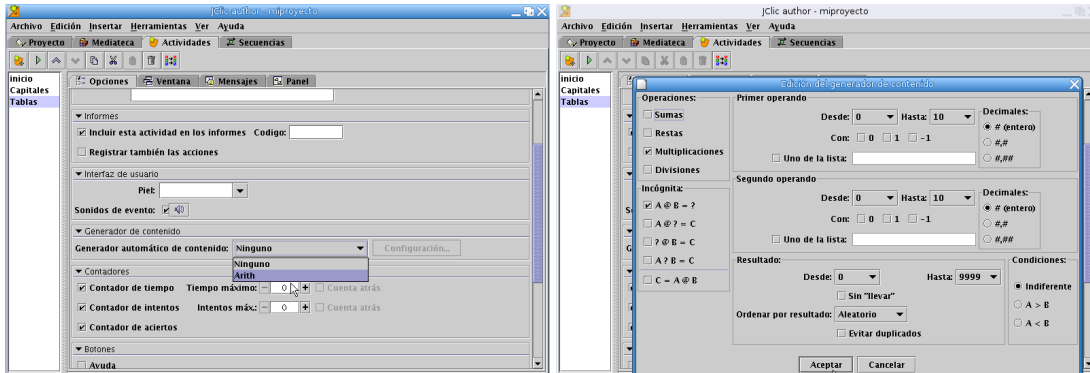 JClic author - miproyecto
Archivo Edición Insertar Herramientas Ver Ayuda
Proyecto Mediateca Actividades Secuencias
inicio
Capitales
Tablas
Opciones Ventana Mensajes Panel
Informes
Incluir esta actividad en los informes Codigo:
Registrar también las acciones
Interfaz de usuario
Piel:
Sonidos de evento:
Generador de contenido
Generador automático de contenido: Ninguno Configuración...
Ninguno
Arith
Contadores
Contador de tiempo Tiempo máximo: 0 Cuenta atrás
Contador de intentos Intentos máx.: 0 Cuenta atrás
Contador de aciertos
Botones
Ayuda
JClic author - miproyecto
Archivo Edición Insertar Herramientas Ver Ayuda
Proyecto Mediateca Actividades Secuencias
inicio
Capitales
Tablas
Edición del generador de contenido
Operaciones:
Sumas
Restas
Multiplicaciones
Divisiones
Incógnita:
A @ B = ?
A @ ? = C
? @ B = C
A ? B = C
C = A @ B
Primer operando
Desde: 0 Hasta: 10
Con: 0 1 -1
Uno de la lista:
Decimales:
# (entero)
#,#
#,##
Segundo operando
Desde: 0 Hasta: 10
Con: 0 1 -1
Uno de la lista:
Decimales:
# (entero)
#,#
#,##
Resultado:
Desde: 0 Hasta: 9999
Sin "llevar"
Ordenar por resultado: Aleatorio
Evitar duplicados
Condiciones:
Indiferente
A > B
A < B
Aceptar Cancelar